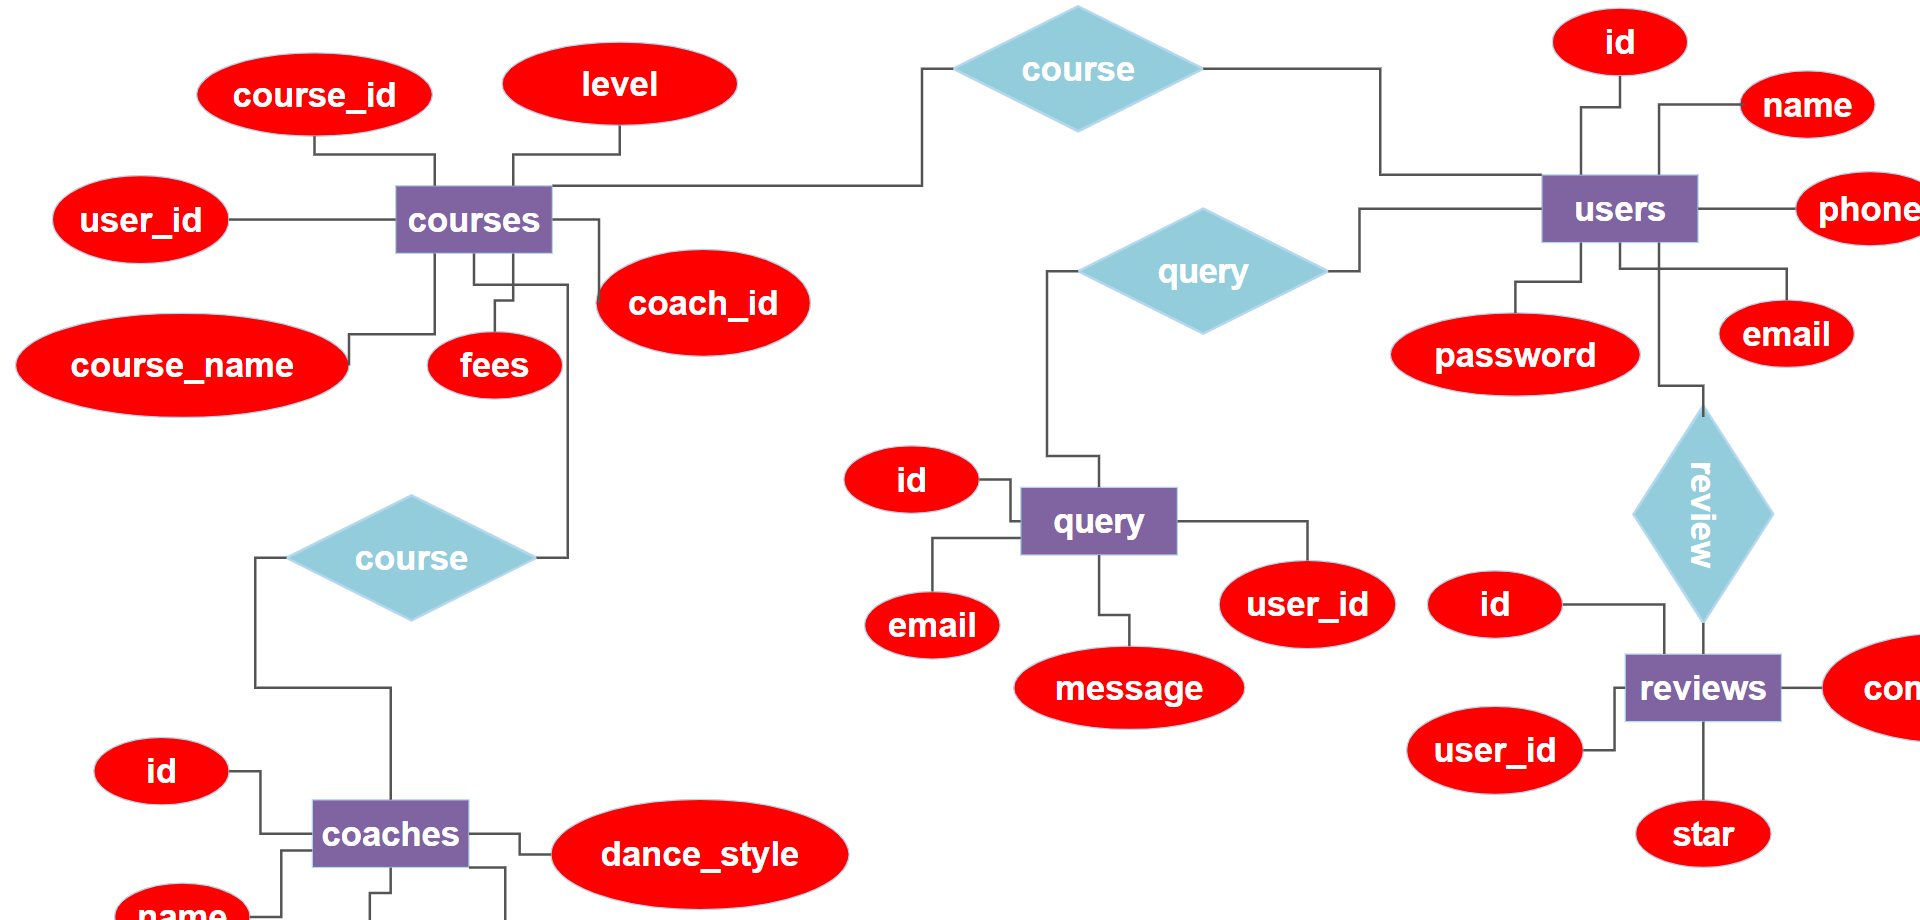 course
id
course_id
level
name
user_id
courses
users
phone
query
coach_id
course_name
fees
password
email
id
query
review
course
email
user_id
id
message
reviews
user_id
id
star
coaches
dance_style
name